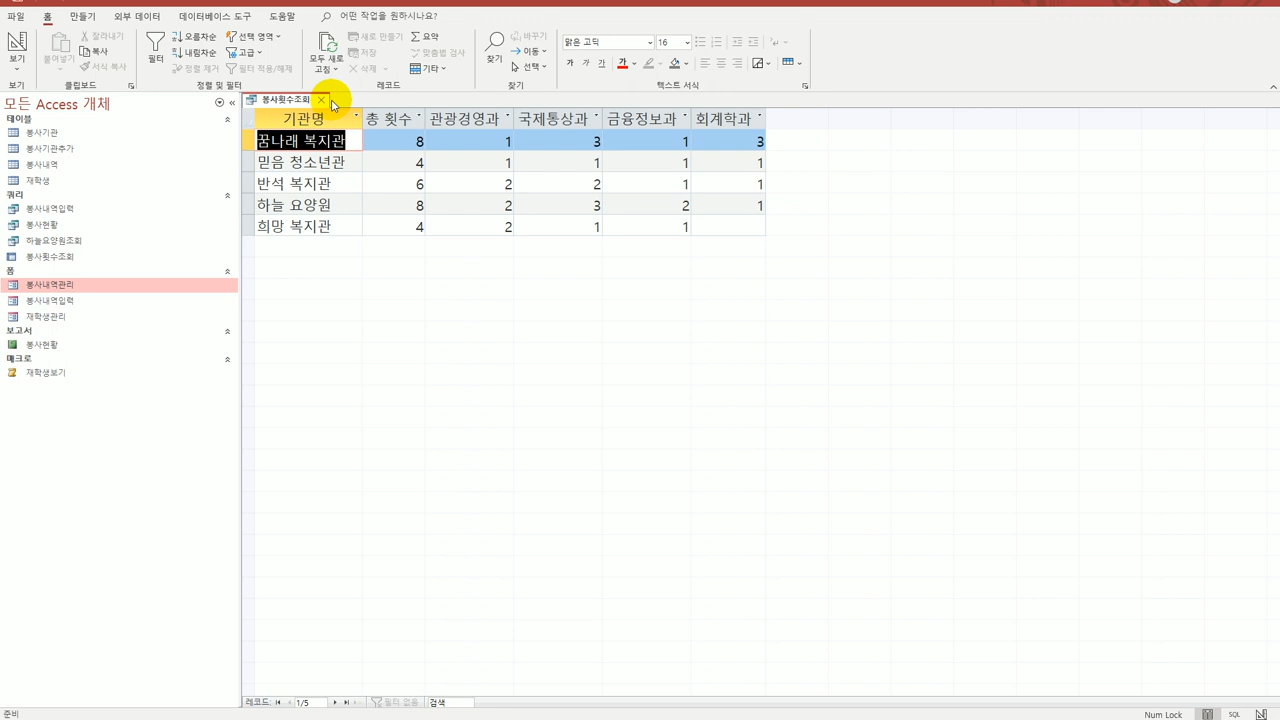 파일 홈 만들기 외부 데이터 데이터베이스 도구 도움말 어떤 작업을 원하시나요?
보기
보기
붙여넣기
잘라내기
복사
서식 복사
클립보드
필터
오름차순
내림차순
정렬 제거
선택 영역
고급
필터 적용/해제
정렬 및 필터
모두 새로
고침
새로 만들기
저장
삭제
요약
맞춤법 검사
기타
레코드
찾기
바꾸기
이동
선택
찾기
맑은 고딕 16
가 가 가 가
텍스트 서식
모든 Access 개체
테이블
봉사기관
봉사기관추가
봉사내역
재학생
쿼리
봉사내역입력
봉사현황
하늘요양원조회
봉사횟수조회
폼
봉사내역관리
봉사내역입력
재학생관리
보고서
봉사현황
매크로
재학생보기
봉사횟수조회
기관명 총 횟수 관광경영과 국제통상과 금융정보과 회계학과
꿈나래 복지관 8 1 3 1 3
믿음 청소년관 4 1 1 1 1
반석 복지관 6 2 2 1 1
하늘 요양원 8 2 3 2 1
희망 복지관 4 2 1 1
레코드: 1/5 필터 없음 검색
준비 Num Lock SQL